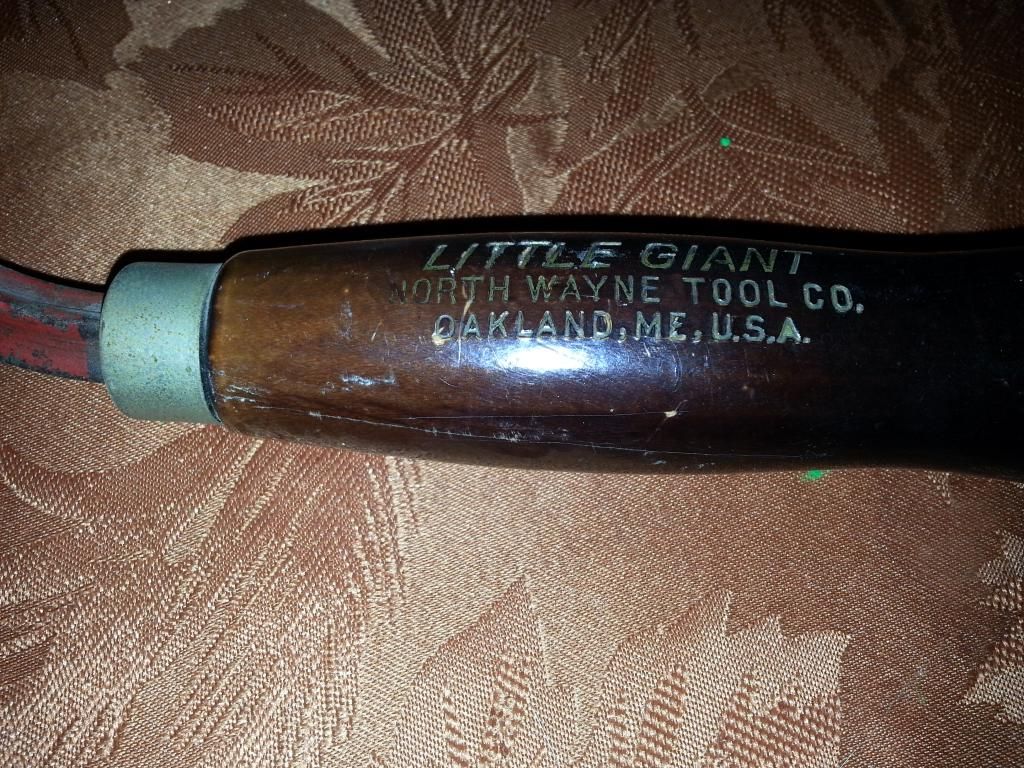 LITTLE GIANT
NORTH WAYNE TOOL CO.
OAKLAND, ME, U.S.A.